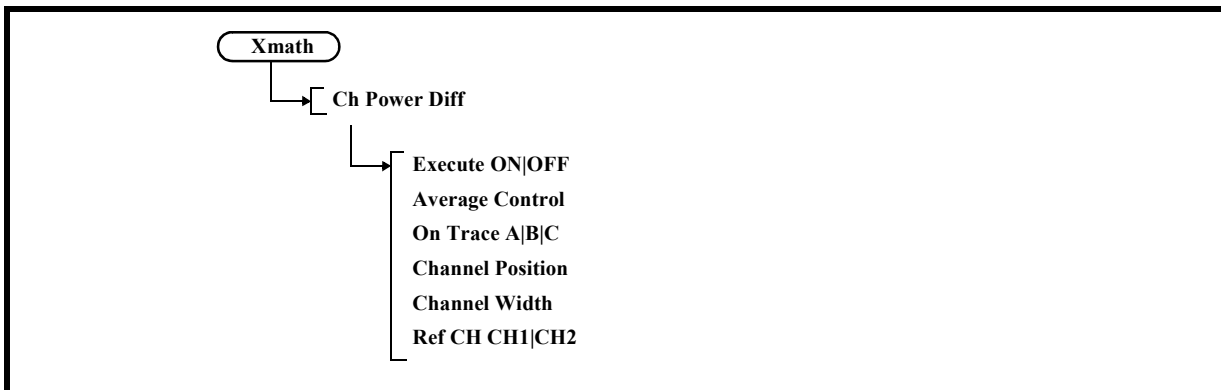 Xmath
Ch Power Diff
Execute ON|OFF
Average Control
On Trace A|B|C
Channel Position
Channel Width
Ref CH CH1|CH2